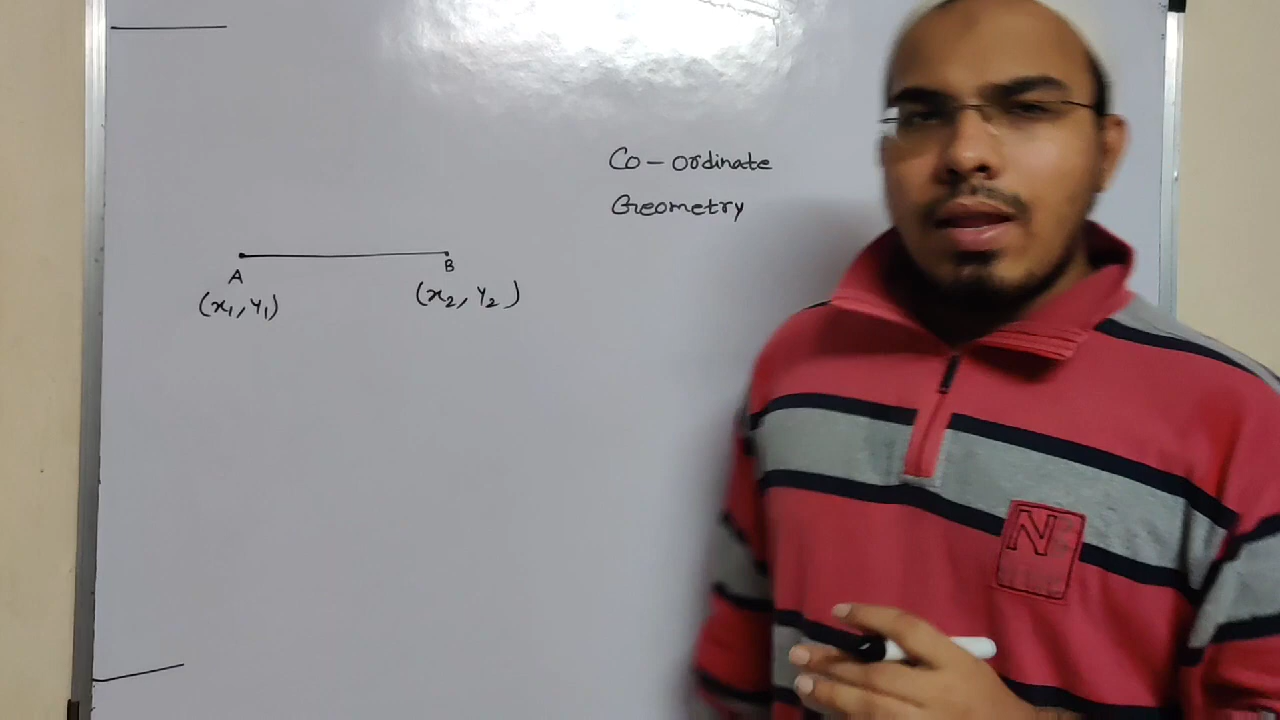 Co-ordinate
Geometry
A
B
(x₁, y₁)
(x₂, y₂)
N